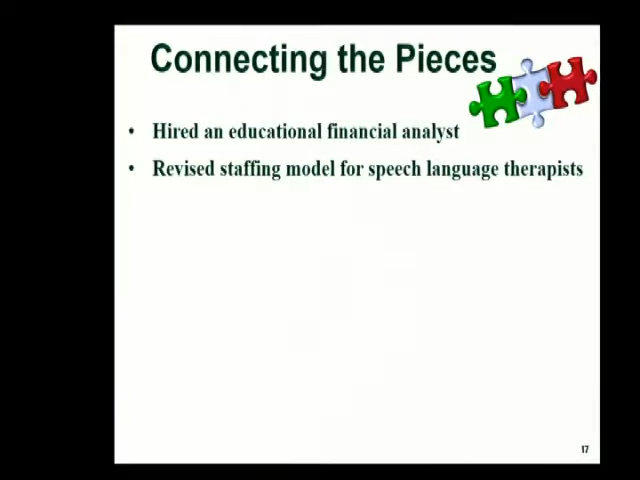 Connecting the Pieces
• Hired an educational financial analyst
• Revised staffing model for speech language therapists
17